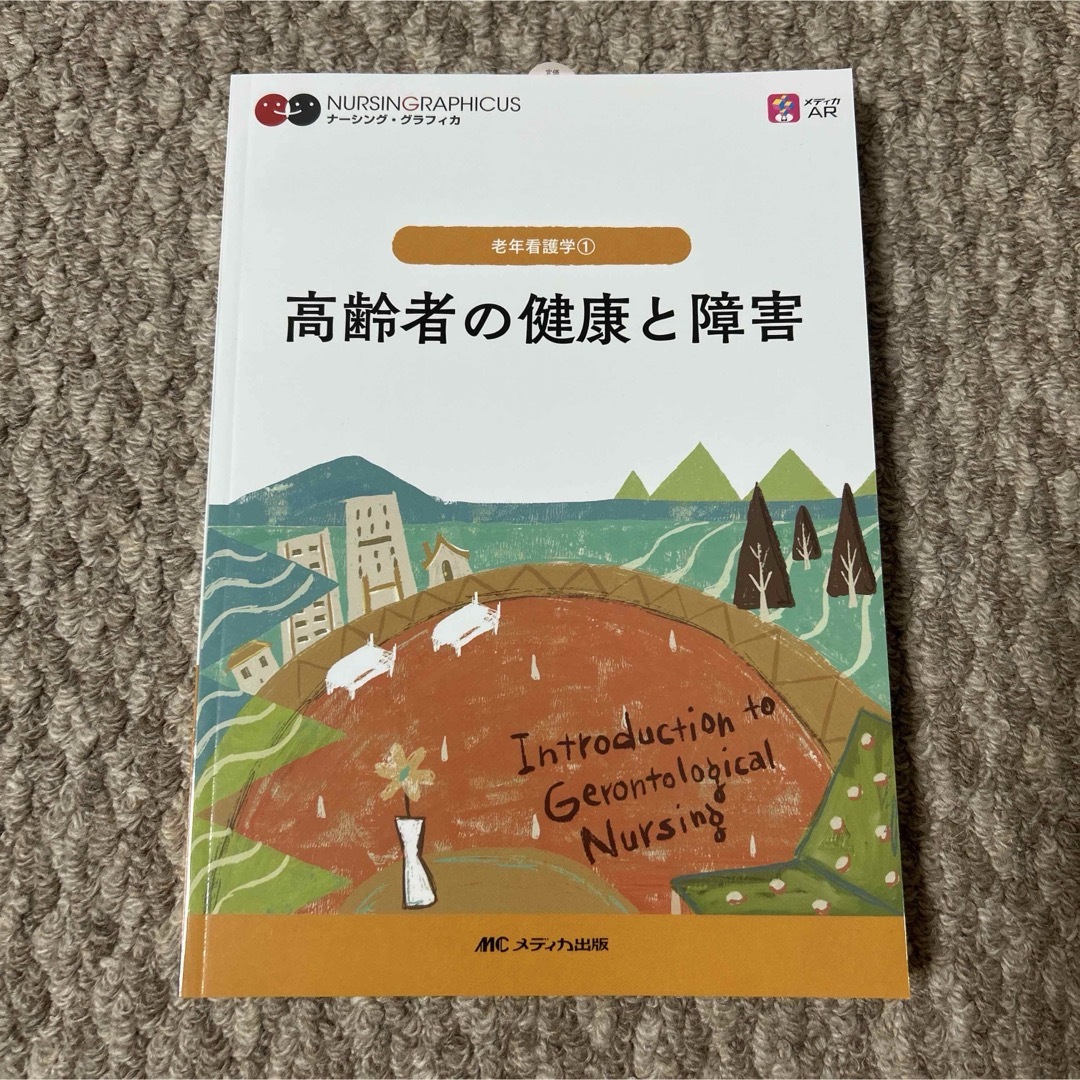 定価
NURSINGRAPHICUS
ナーシング・グラフィカ
メディカ
AR
老年看護学①
高齢者の健康と障害
Introduction to
Gerontological
Nursing
MC メディカ出版